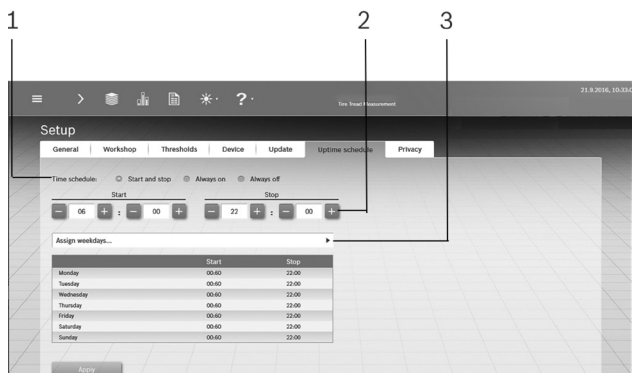 1 2 3
21.9.2016, 10:33:0
? Tire Tread Measurement
Setup
General Workshop Thresholds Device Update Uptime schedule Privacy
Time schedule: Start and stop Always on Always off
Start Stop
− 06 + : − 00 + − 22 + : − 00 +
Assign weekdays...
Start Stop
Monday 00:60 22:00
Tuesday 00:60 22:00
Wednesday 00:60 22:00
Thursday 00:60 22:00
Friday 00:60 22:00
Saturday 00:60 22:00
Sunday 00:60 22:00
Apply